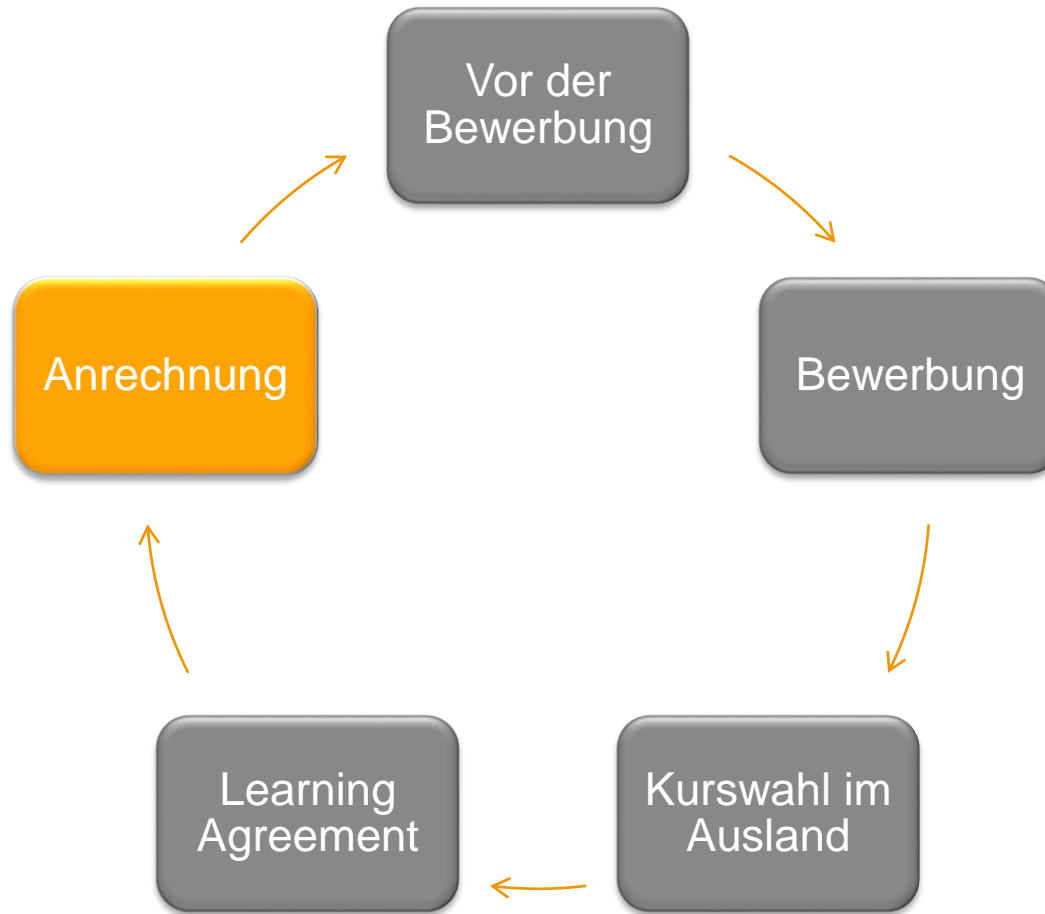 Vor der
Bewerbung
Bewerbung
Kurswahl im
Ausland
Learning
Agreement
Anrechnung